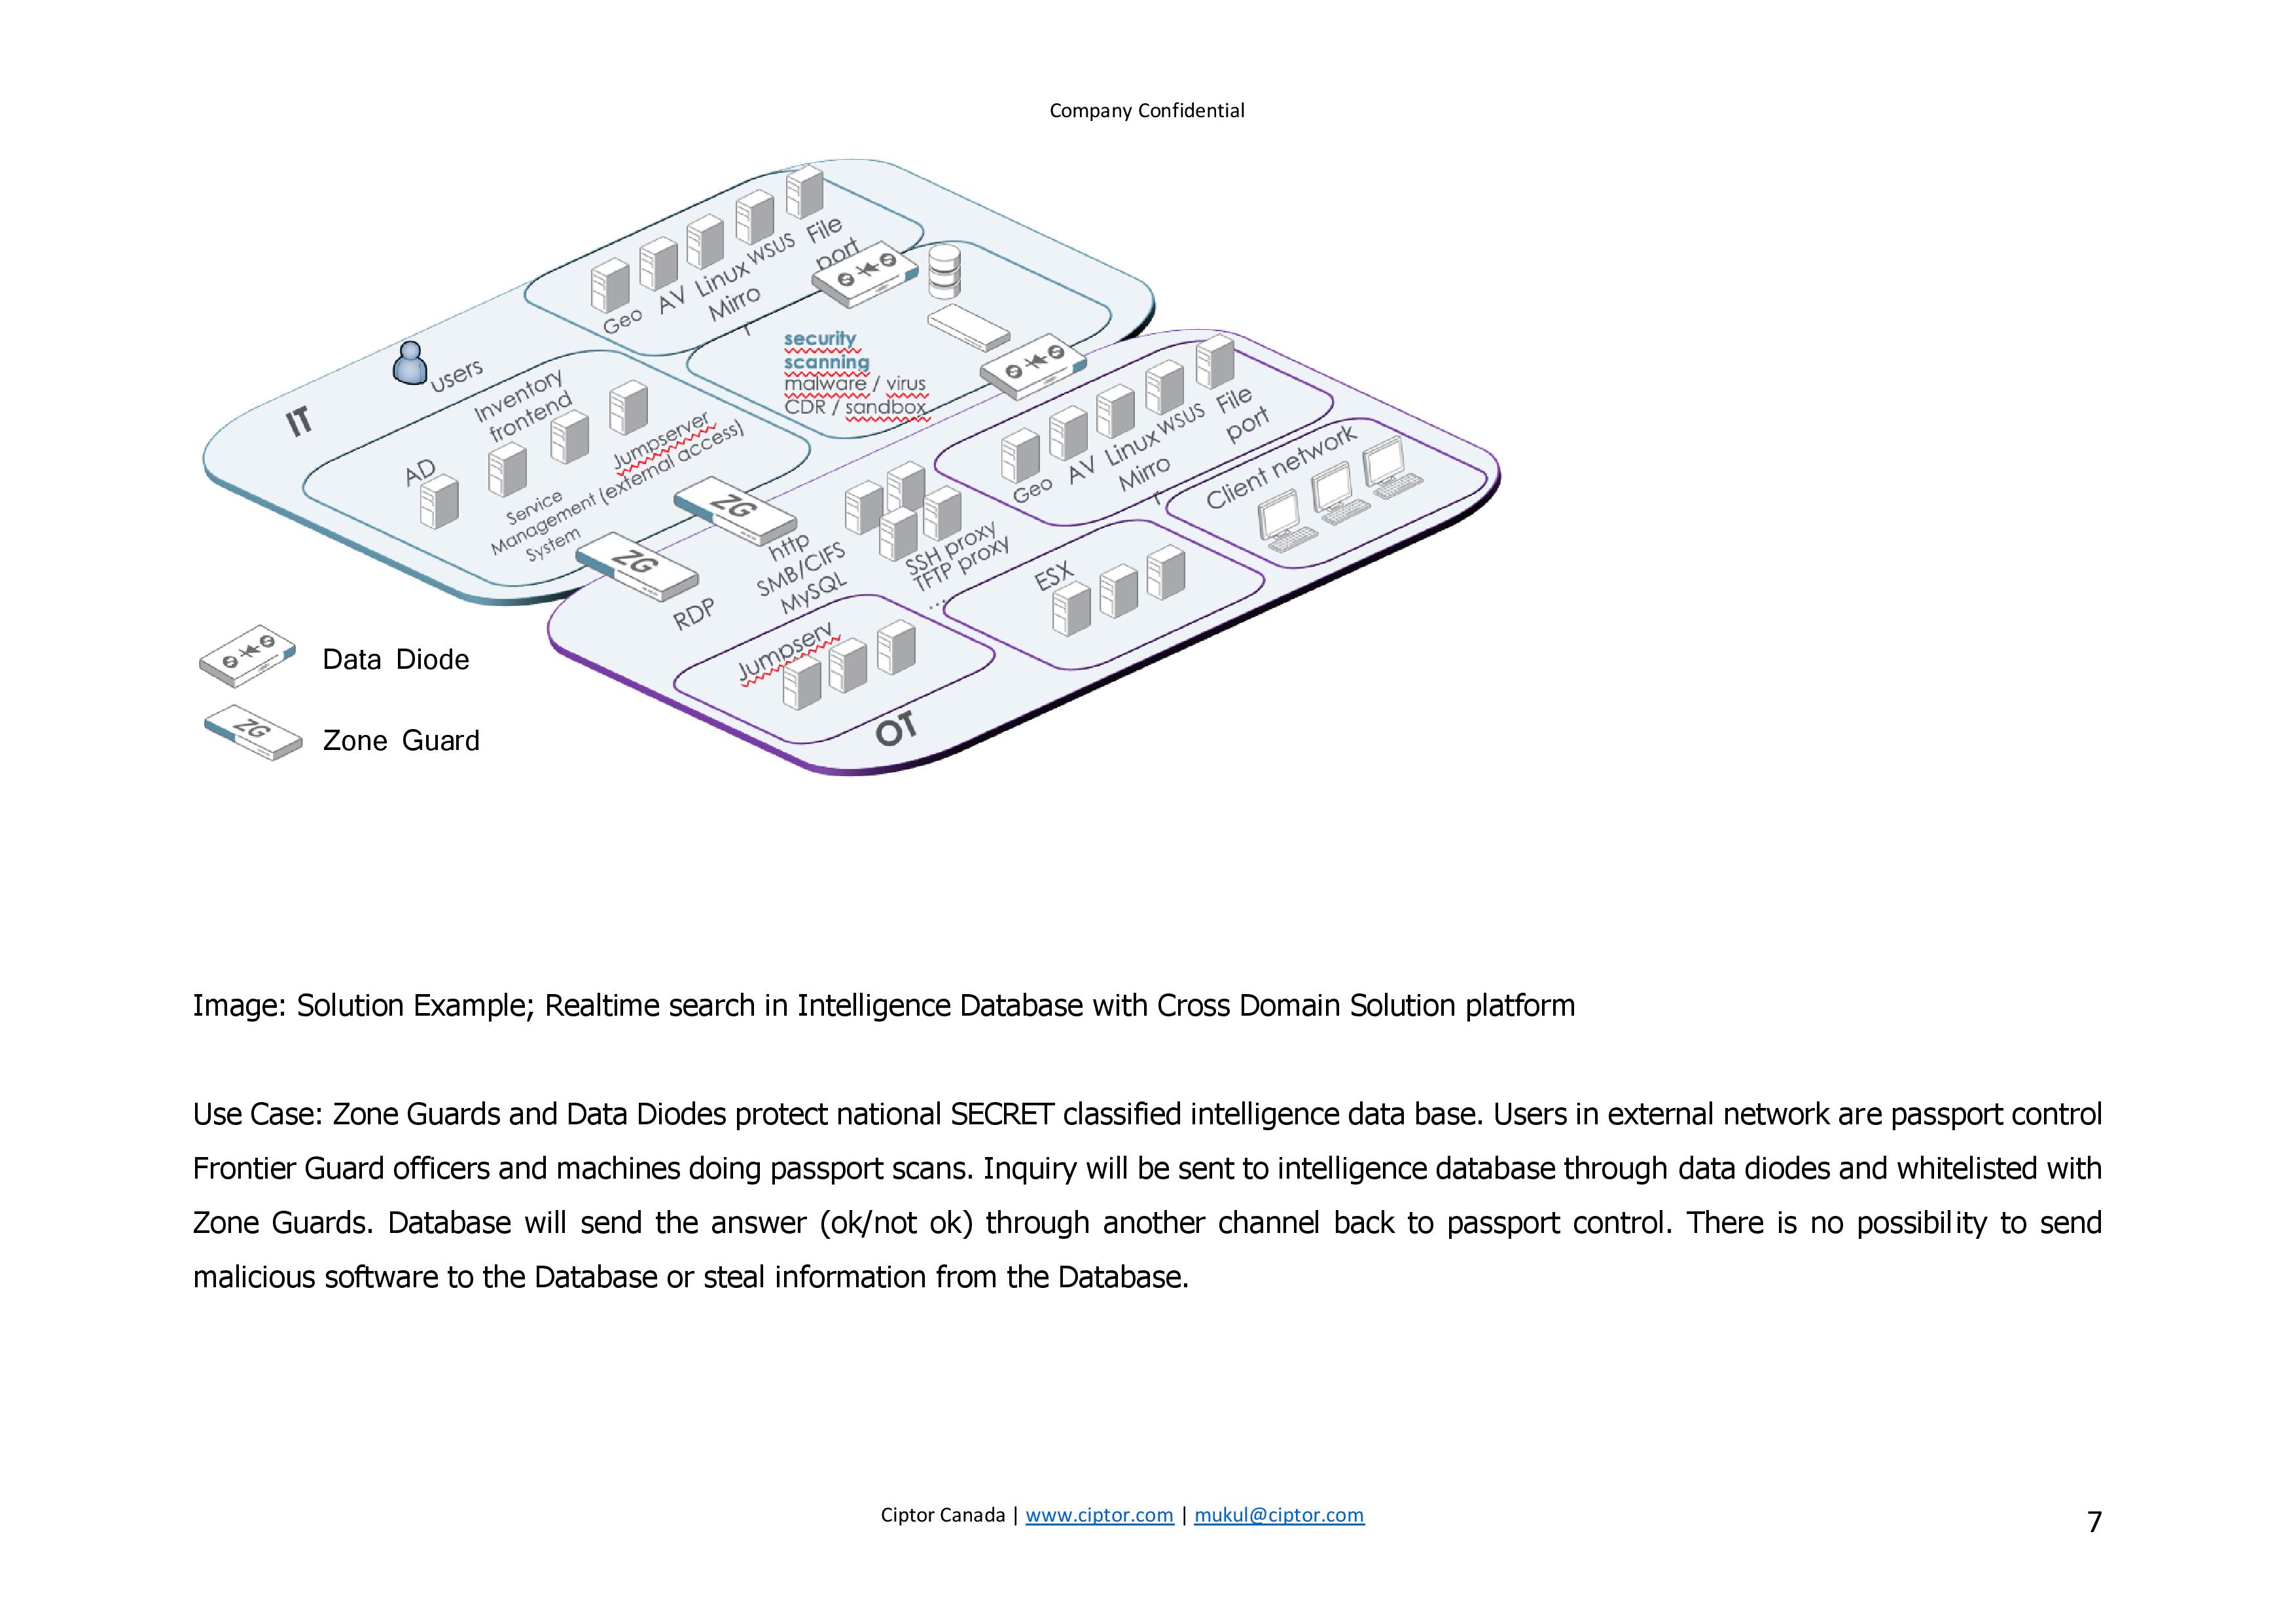 Company Confidential
File
port
WSUS
Linux
Mirro
r
AV
Geo
security
scanning
malware / virus
CDR / sandbox
users
IT
Inventory
frontend
Jumpserver
(external access)
AD
Service
Management
System
ZG
ZG
http
SMB/CIFS
MySQL
RDP
SSH proxy
TFTP proxy
...
File
port
WSUS
Linux
Mirro
r
AV
Geo
Client network
ESX
Jumpserv
OT
Data Diode
ZG
Zone Guard
Image: Solution Example; Realtime search in Intelligence Database with Cross Domain Solution platform
Use Case: Zone Guards and Data Diodes protect national SECRET classified intelligence data base. Users in external network are passport control
Frontier Guard officers and machines doing passport scans. Inquiry will be sent to intelligence database through data diodes and whitelisted with
Zone Guards. Database will send the answer (ok/not ok) through another channel back to passport control. There is no possibility to send
malicious software to the Database or steal information from the Database.
Ciptor Canada | www.ciptor.com | mukul@ciptor.com
7